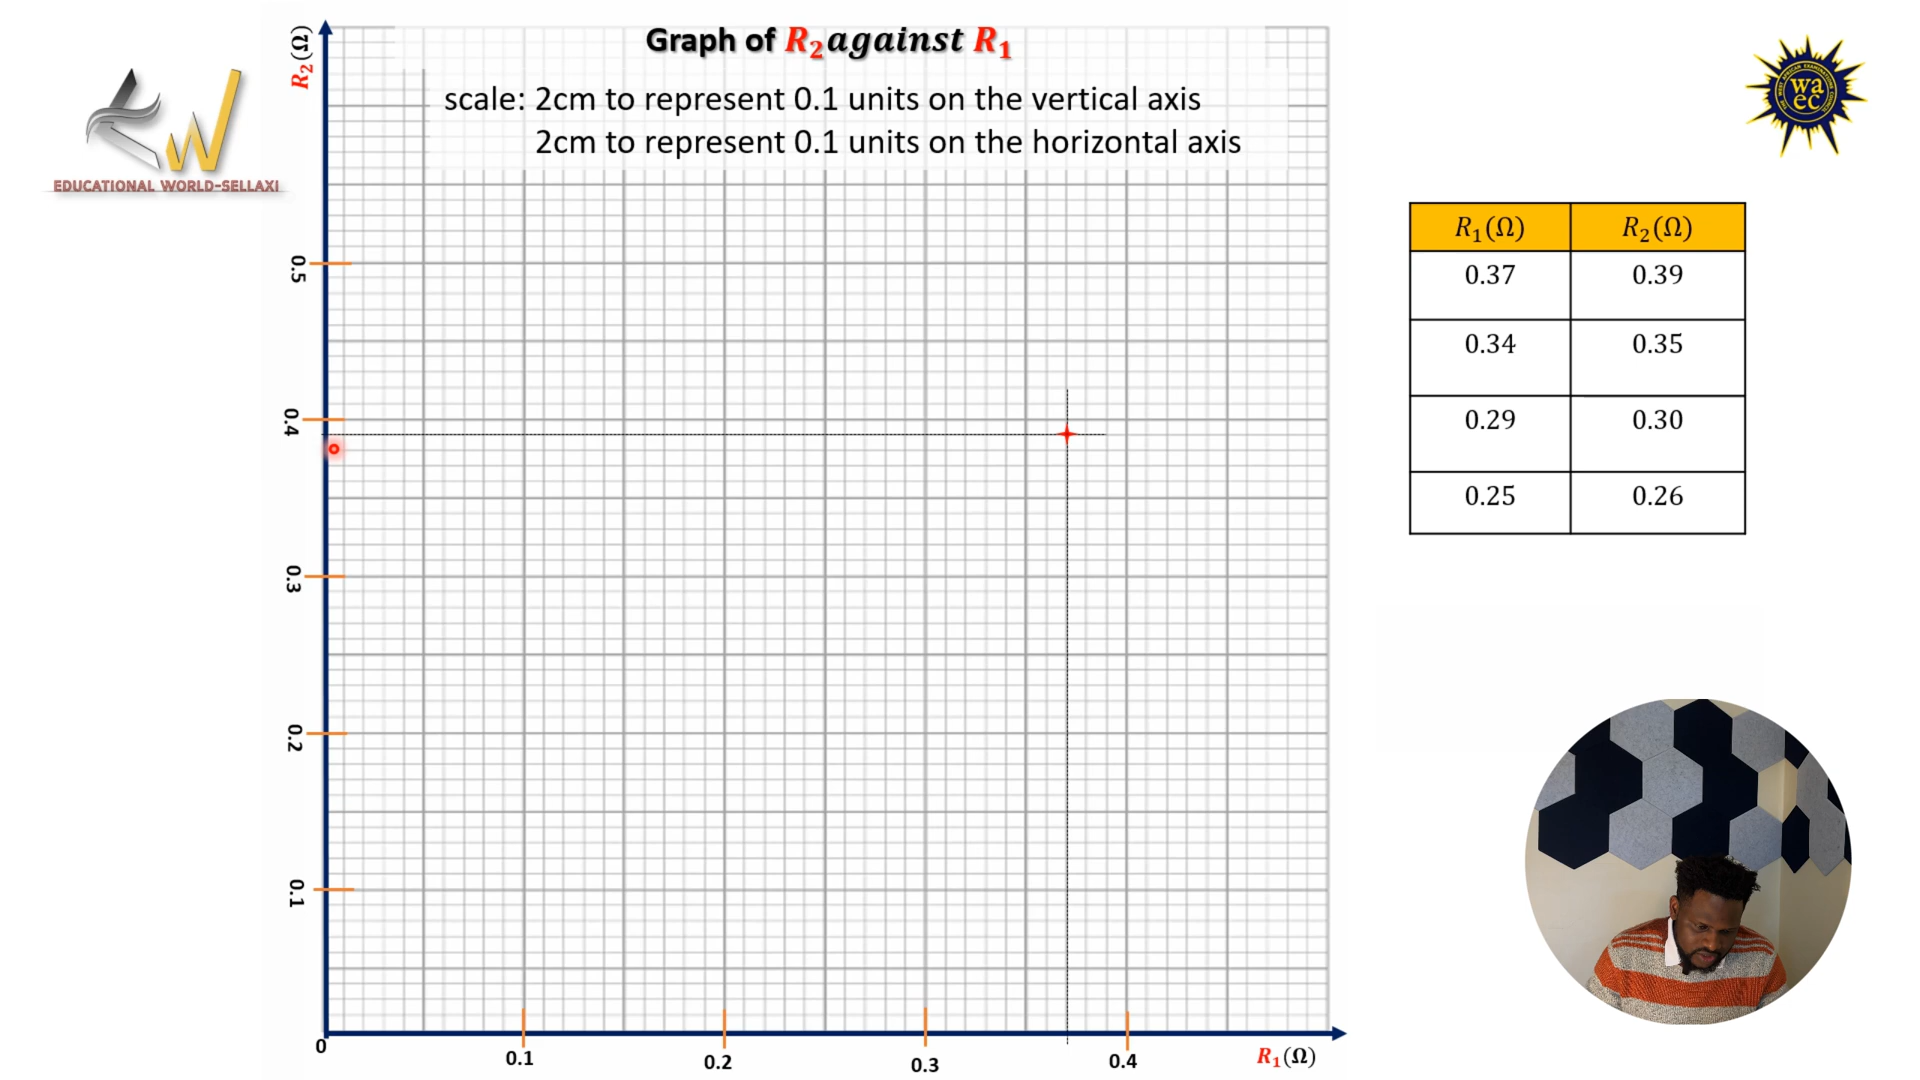 Graph of R₂ against R₁
scale: 2cm to represent 0.1 units on the vertical axis
2cm to represent 0.1 units on the horizontal axis
EDUCATIONAL WORLD-SELLAXI
wa
ec
R₂(Ω)
0.5
0.4
0.3
0.2
0.1
0
0.1
0.2
0.3
0.4
R₁(Ω)
R₁(Ω) R₂(Ω)
0.37 0.39
0.34 0.35
0.29 0.30
0.25 0.26